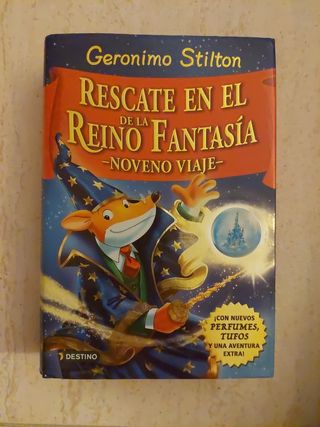 Geronimo Stilton
RESCATE EN EL
REINO DE LA FANTASÍA
–NOVENO VIAJE–
¡CON NUEVOS
PERFUMES,
TUFOS
Y UNA AVENTURA
EXTRA!
DESTINO